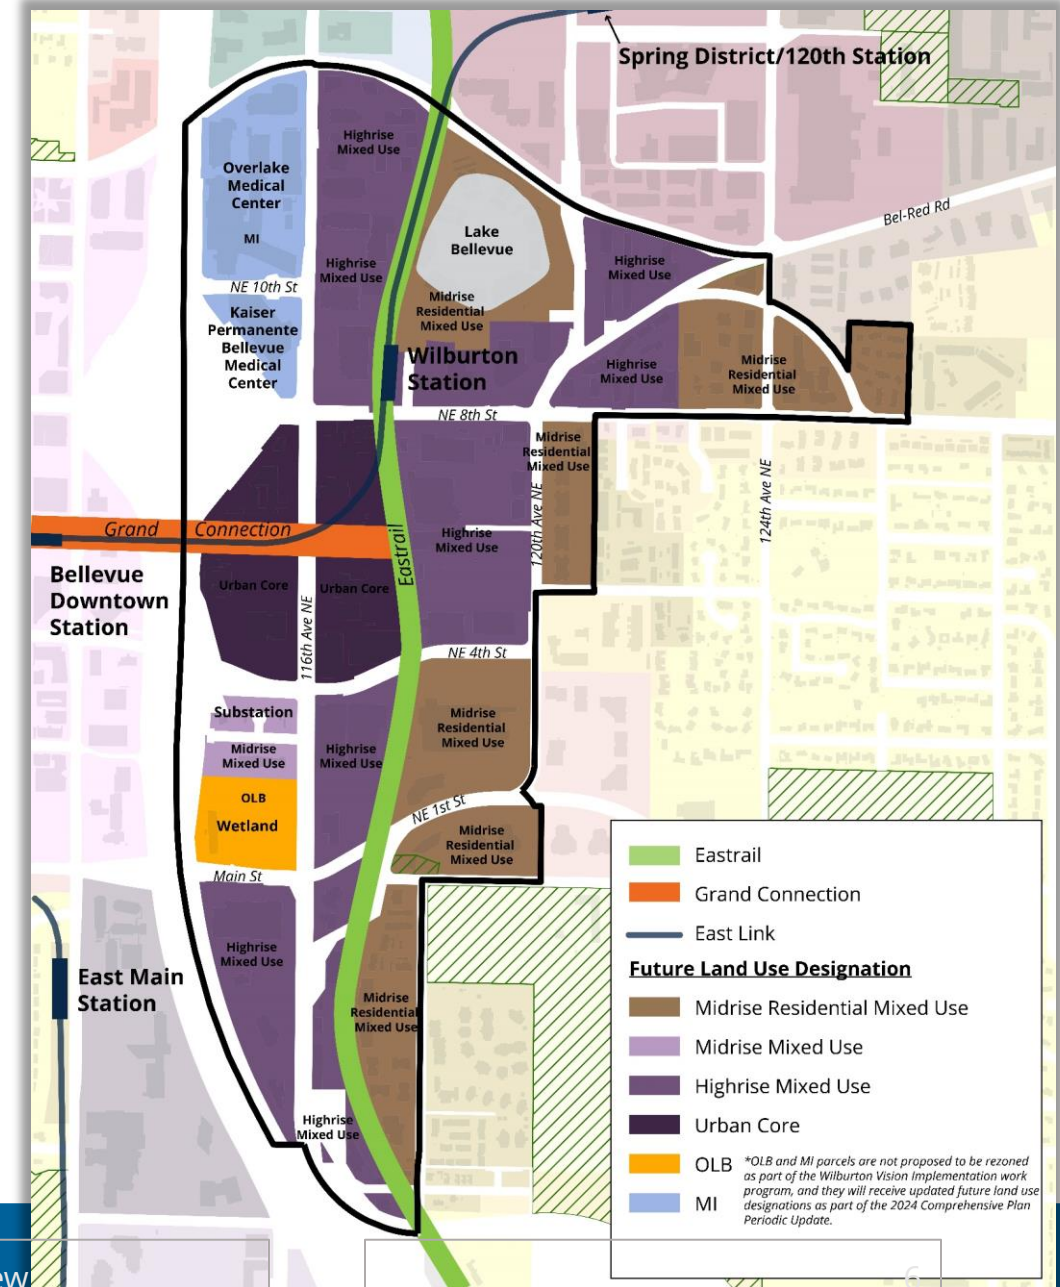 Spring District/120th Station
Highrise
Mixed Use
Overlake
Medical
Center
MI
Bel-Red Rd
Lake
Bellevue
Highrise
Mixed Use
Highrise
Mixed Use
NE 10th St
Midrise
Residential
Mixed Use
Kaiser
Permanente
Bellevue
Medical
Center
Wilburton
Station
Highrise
Mixed Use
Midrise
Residential
Mixed Use
NE 8th St
Midrise
Residential
Mixed Use
120th Ave NE
124th Ave NE
Grand Connection
Eastrail
Highrise
Mixed Use
Bellevue
Downtown
Station
Urban Core
Urban Core
116th Ave NE
NE 4th St
Substation
Midrise
Mixed Use
Highrise
Mixed Use
Midrise
Residential
Mixed Use
OLB
Wetland
NE 1st St
Midrise
Residential
Mixed Use
Main St
Highrise
Mixed Use
East Main
Station
Midrise
Residential
Mixed Use
Highrise
Mixed Use
Eastrail
Grand Connection
East Link
Future Land Use Designation
Midrise Residential Mixed Use
Midrise Mixed Use
Highrise Mixed Use
Urban Core
OLB
MI
*OLB and MI parcels are not proposed to be rezoned
as part of the Wilburton Vision Implementation work
program, and they will receive updated future land use
designations as part of the 2024 Comprehensive Plan
Periodic Update.
6